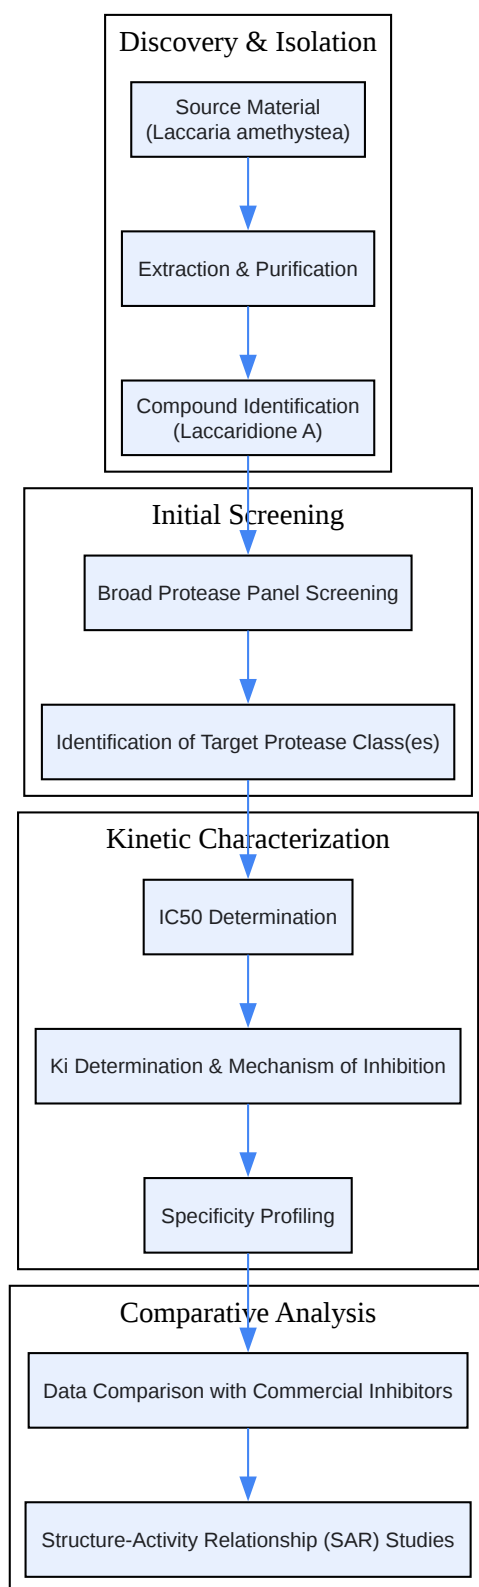 Discovery & Isolation
Source Material
(Laccaria amethystea)
Extraction & Purification
Compound Identification
(Laccaridione A)
Initial Screening
Broad Protease Panel Screening
Identification of Target Protease Class(es)
Kinetic Characterization
IC50 Determination
Ki Determination & Mechanism of Inhibition
Specificity Profiling
Comparative Analysis
Data Comparison with Commercial Inhibitors
Structure-Activity Relationship (SAR) Studies